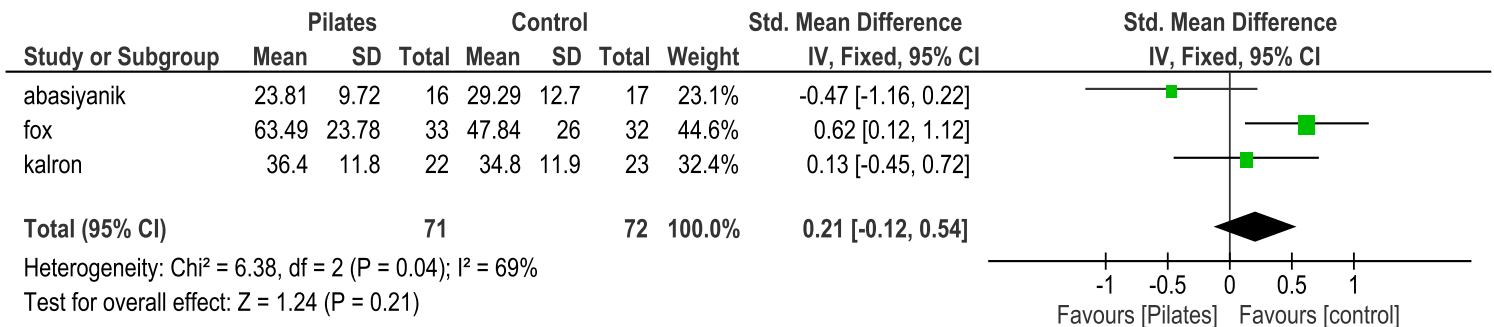 Pilates Control Std. Mean Difference Std. Mean Difference
Study or Subgroup Mean SD Total Mean SD Total Weight IV, Fixed, 95% CI IV, Fixed, 95% CI
abasiyanik 23.81 9.72 16 29.29 12.7 17 23.1% -0.47 [-1.16, 0.22]
fox 63.49 23.78 33 47.84 26 32 44.6% 0.62 [0.12, 1.12]
kalron 36.4 11.8 22 34.8 11.9 23 32.4% 0.13 [-0.45, 0.72]
Total (95% CI) 71 72 100.0% 0.21 [-0.12, 0.54]
Heterogeneity: Chi² = 6.38, df = 2 (P = 0.04); I² = 69%
Test for overall effect: Z = 1.24 (P = 0.21)
-1 -0.5 0 0.5 1
Favours [Pilates] Favours [control]